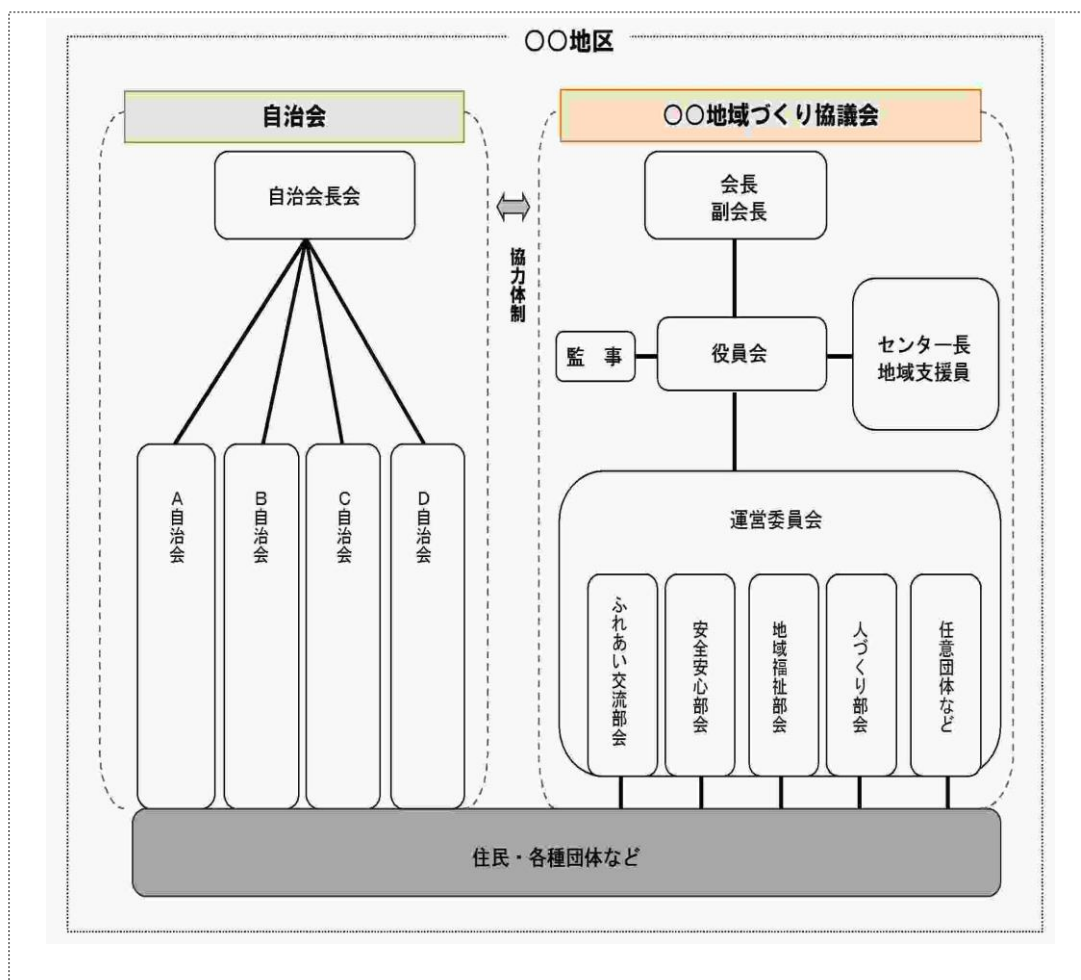 〇〇地区
自治会
〇〇地域づくり協議会
自治会長会
会長
副会長
協力体制
監　事
役員会
センター長
地域支援員
A自治会
B自治会
C自治会
D自治会
運営委員会
ふれあい交流部会
安全安心部会
地域福祉部会
人づくり部会
任意団体など
住民・各種団体など